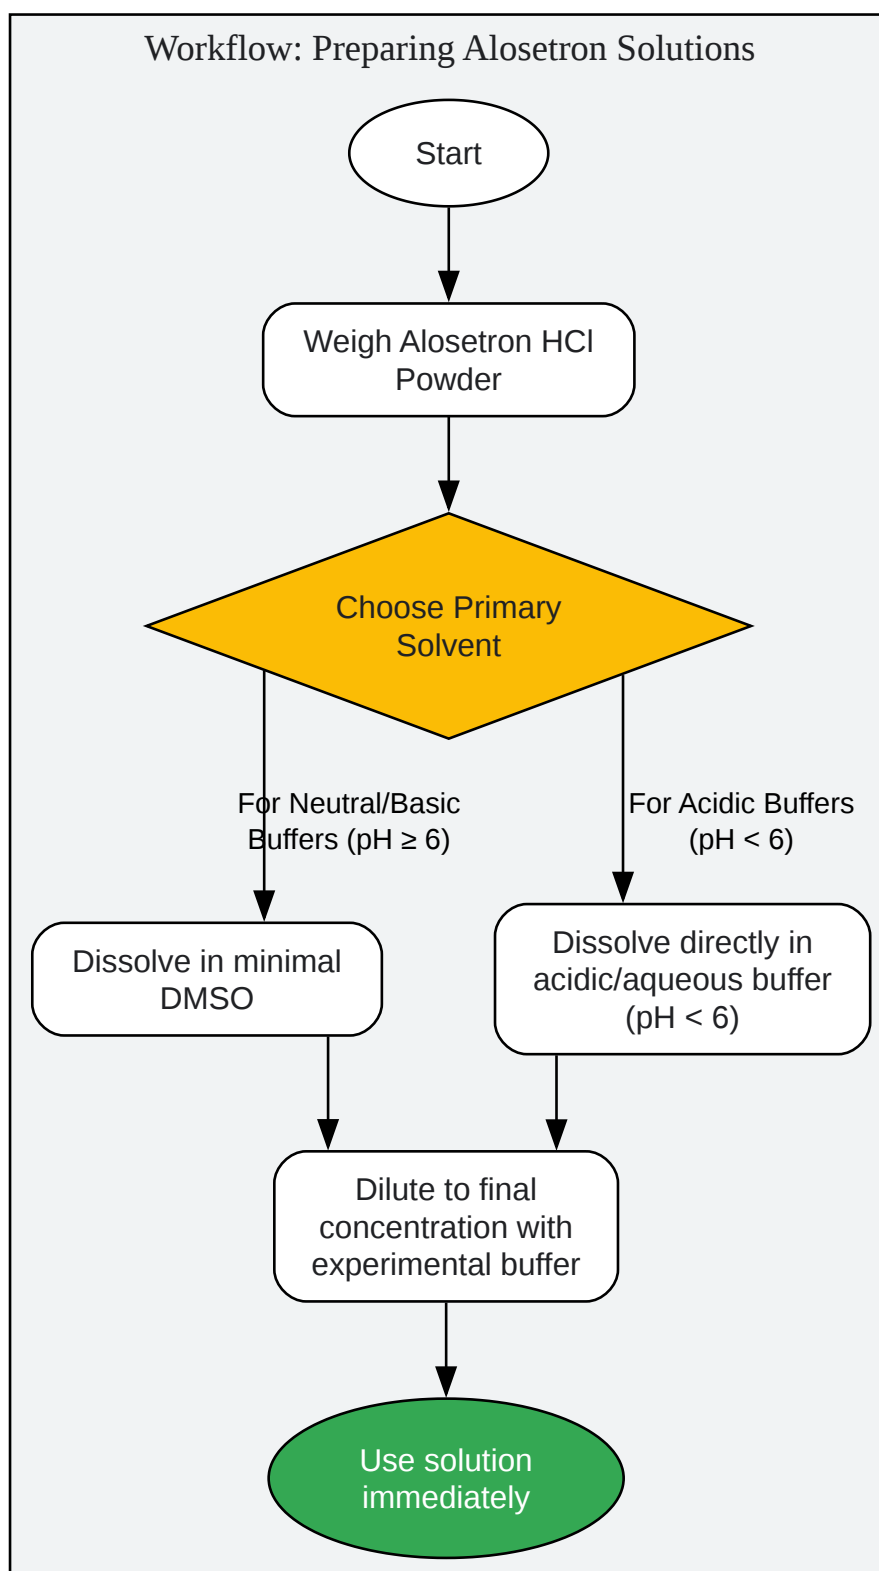 Workflow: Preparing Alosetron Solutions
Start
Weigh Alosetron HCl
Powder
Choose Primary
Solvent
For Neutral/Basic
Buffers (pH ≥ 6)
For Acidic Buffers
(pH < 6)
Dissolve in minimal
DMSO
Dissolve directly in
acidic/aqueous buffer
(pH < 6)
Dilute to final
concentration with
experimental buffer
Use solution
immediately